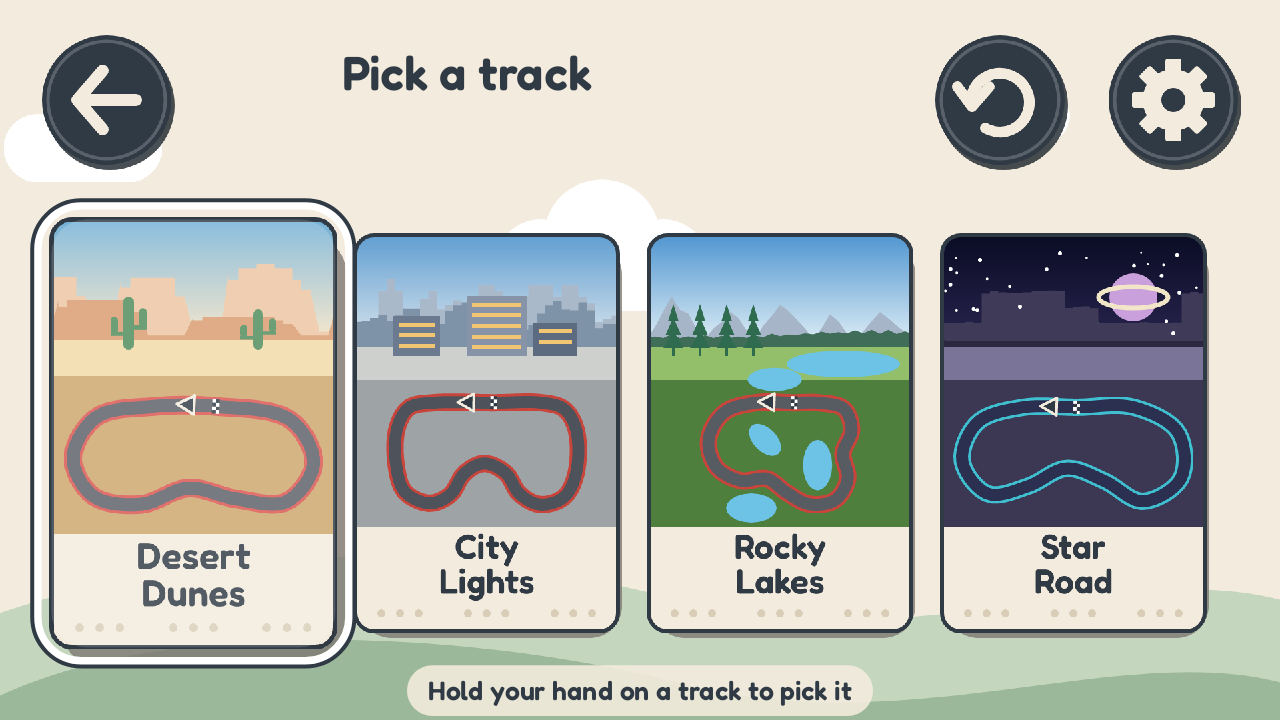 Pick a track
Desert
Dunes
City
Lights
Rocky
Lakes
Star
Road
Hold your hand on a track to pick it